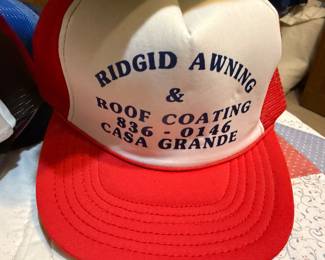 RIDGID AWNING
&
ROOF COATING
836-0146
CASA GRANDE